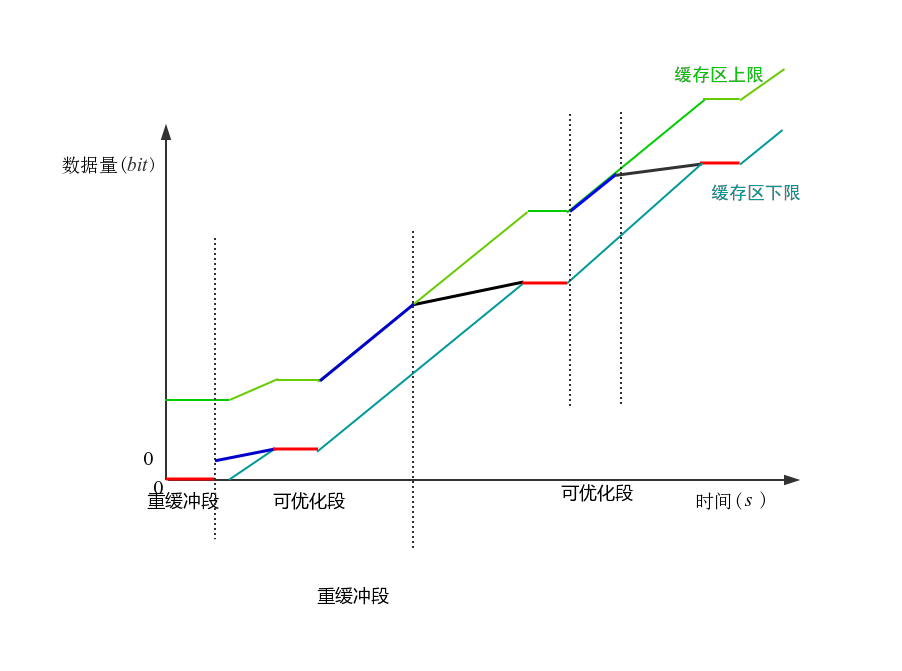 缓存区上限
数据量(bit)
缓存区下限
0
0
重缓冲段
可优化段
可优化段
时间(s )
重缓冲段